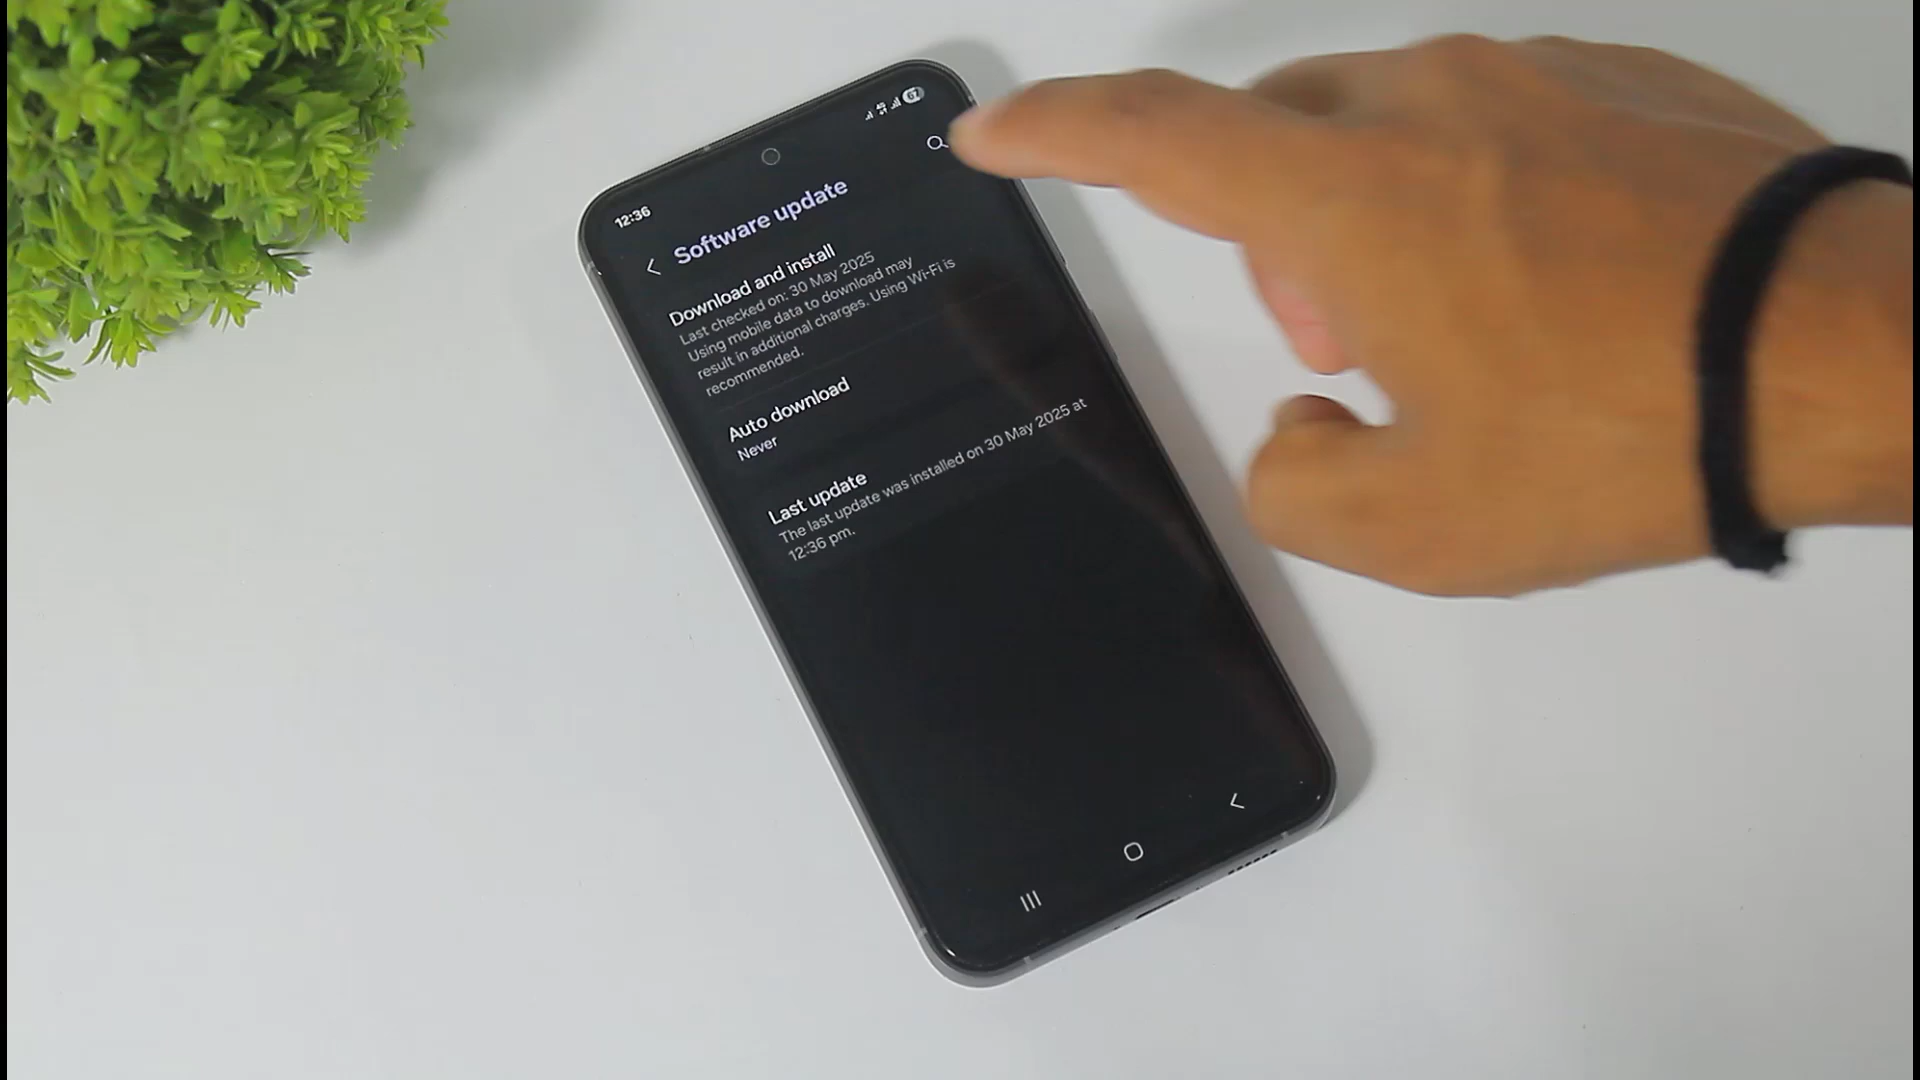 12:36
4G
67
Software update
Download and install
Last checked on: 30 May 2025
Using mobile data to download may
result in additional charges. Using Wi-Fi is
recommended.
Auto download
Never
Last update
The last update was installed on 30 May 2025 at
12:36 pm.